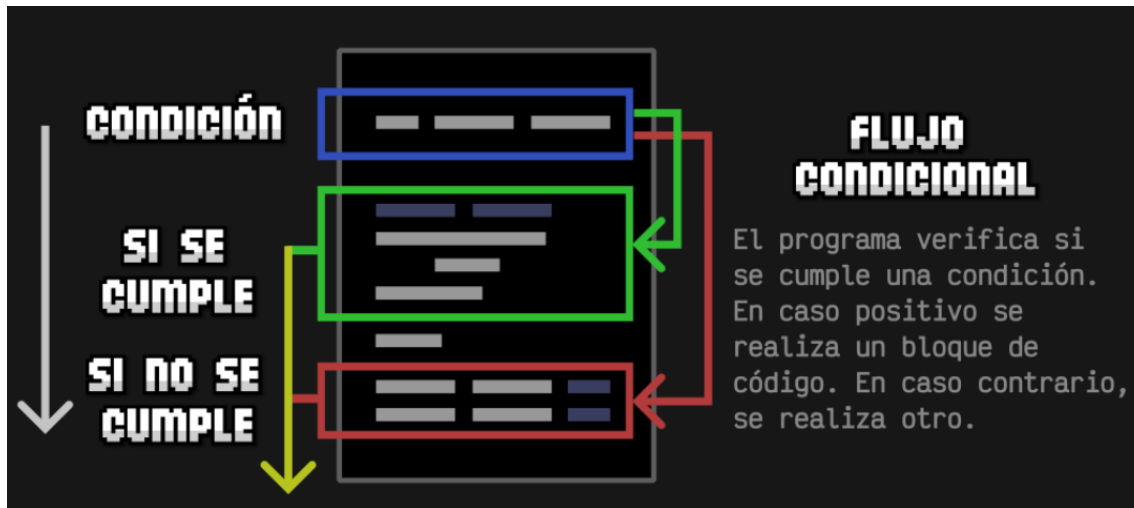 CONDICIÓN
SI SE
CUMPLE
SI NO SE
CUMPLE
FLUJO
CONDICIONAL
El programa verifica si
se cumple una condición.
En caso positivo se
realiza un bloque de
código. En caso contrario,
se realiza otro.